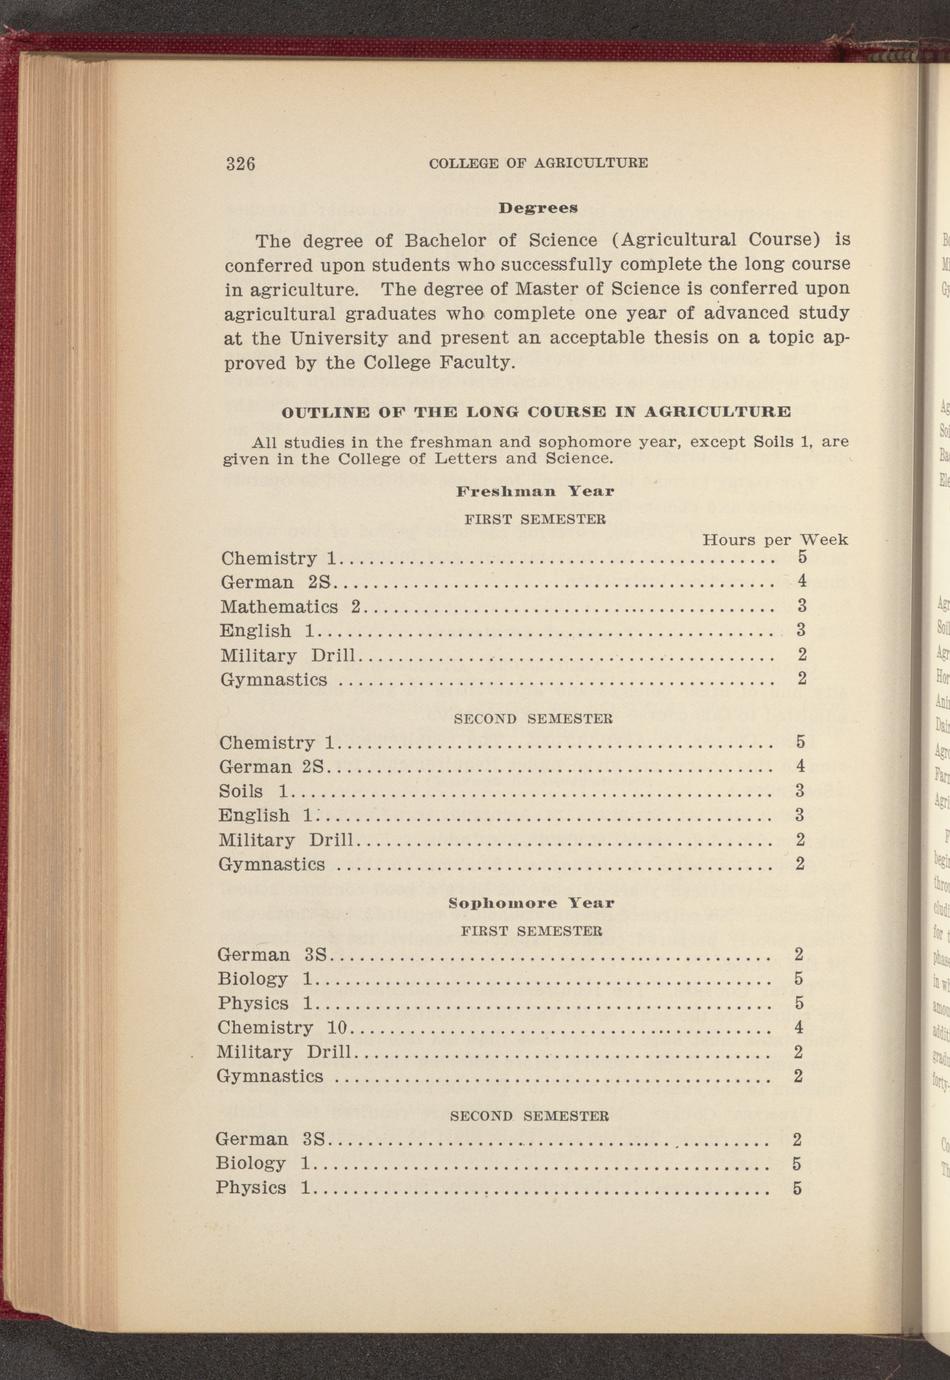 326 COLLEGE OF AGRICULTURE
Degrees
The degree of Bachelor of Science (Agricultural Course) is
conferred upon students who successfully complete the long course
in agriculture. The degree of Master of Science is conferred upon
agricultural graduates who complete one year of advanced study
at the University and present an acceptable thesis on a topic ap-
proved by the College Faculty.
OUTLINE OF THE LONG COURSE IN AGRICULTURE
All studies in the freshman and sophomore year, except Soils 1, are
given in the College of Letters and Science.
Freshman Year
FIRST SEMESTER
Hours per Week
Chemistry 1............................................ 5
German 2S............................................. 4
Mathematics 2.......................................... 3
English 1.............................................. 3
Military Drill.......................................... 2
Gymnastics ............................................ 2
SECOND SEMESTER
Chemistry 1............................................ 5
German 2S............................................. 4
Soils 1................................................. 3
English 1.............................................. 3
Military Drill.......................................... 2
Gymnastics ............................................ 2
Sophomore Year
FIRST SEMESTER
German 3S............................................. 2
Biology 1.............................................. 5
Physics 1.............................................. 5
Chemistry 10........................................... 4
Military Drill.......................................... 2
Gymnastics ............................................ 2
SECOND SEMESTER
German 3S............................................. 2
Biology 1.............................................. 5
Physics 1.............................................. 5